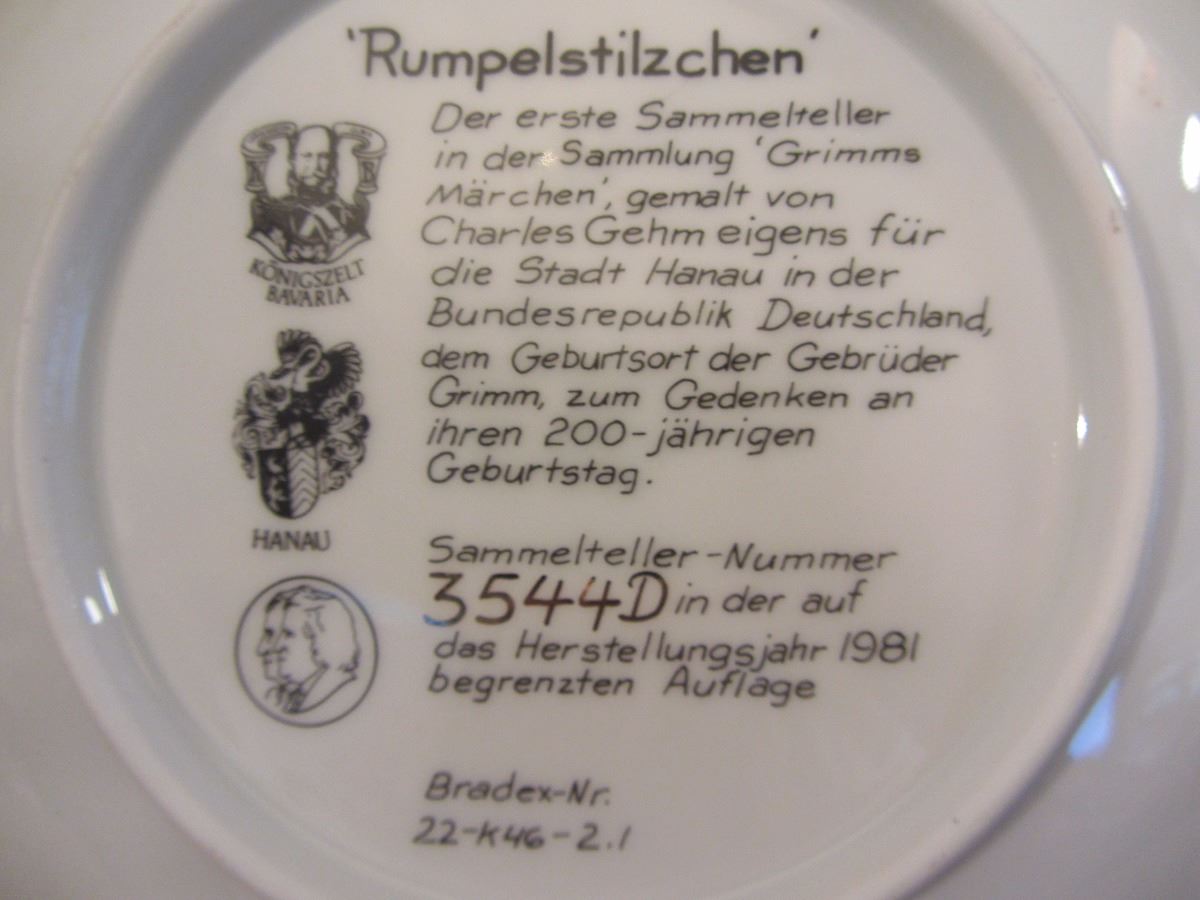 'Rumpelstilzchen'
Der erste Sammelteller
in der Sammlung 'Grimms
Märchen', gemalt von
Charles Gehm eigens für
die Stadt Hanau in der
Bundesrepublik Deutschland,
dem Geburtsort der Gebrüder
Grimm, zum Gedenken an
ihren 200-jährigen
Geburtstag.
KÖNIGSZELT
BAVARIA
HANAU
Sammelteller-Nummer
3544D in der auf
das Herstellungsjahr 1981
begrenzten Auflage
Bradex-Nr.
22-K46-2.1